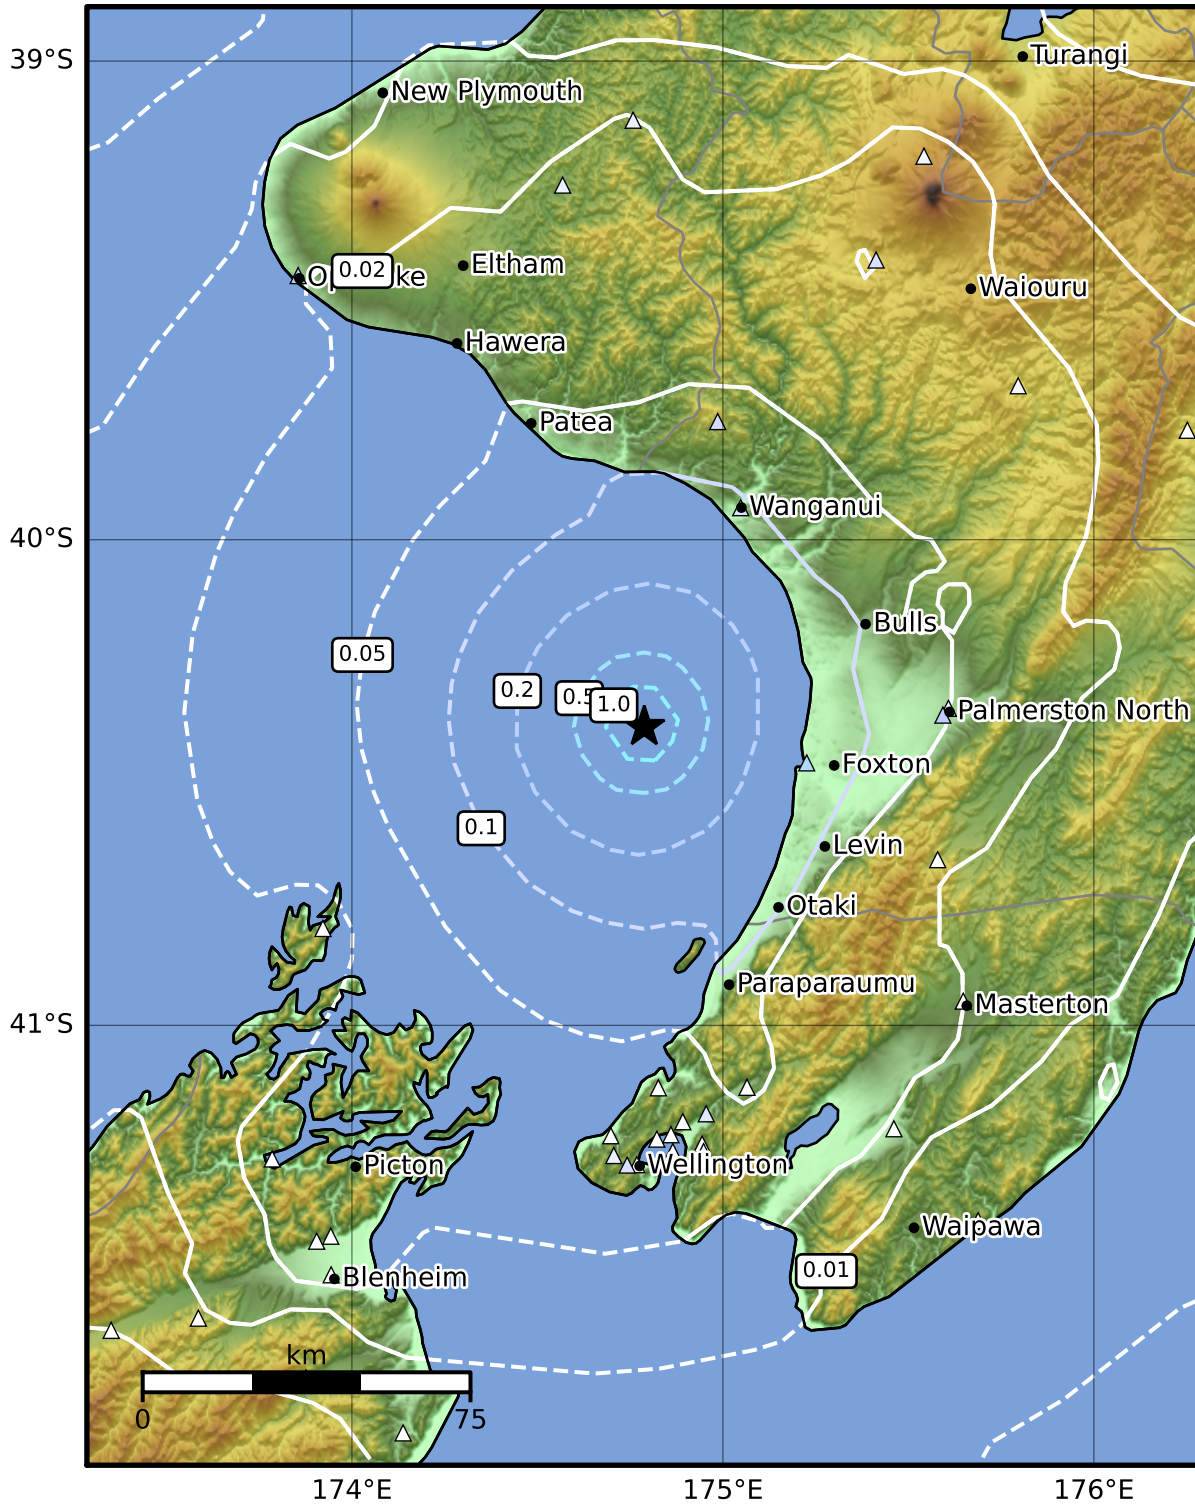 39°S
Turangi
New Plymouth
Eltham
0.02
Waiouru
Hawera
Patea
Wanganui
40°S
Bulls
0.05
0.2
1.0
Palmerston North
Foxton
0.1
Levin
Otaki
Paraparaumu
Masterton
41°S
Picton
Wellington
Waipawa
0.01
Blenheim
km
0
75
174°E
175°E
176°E